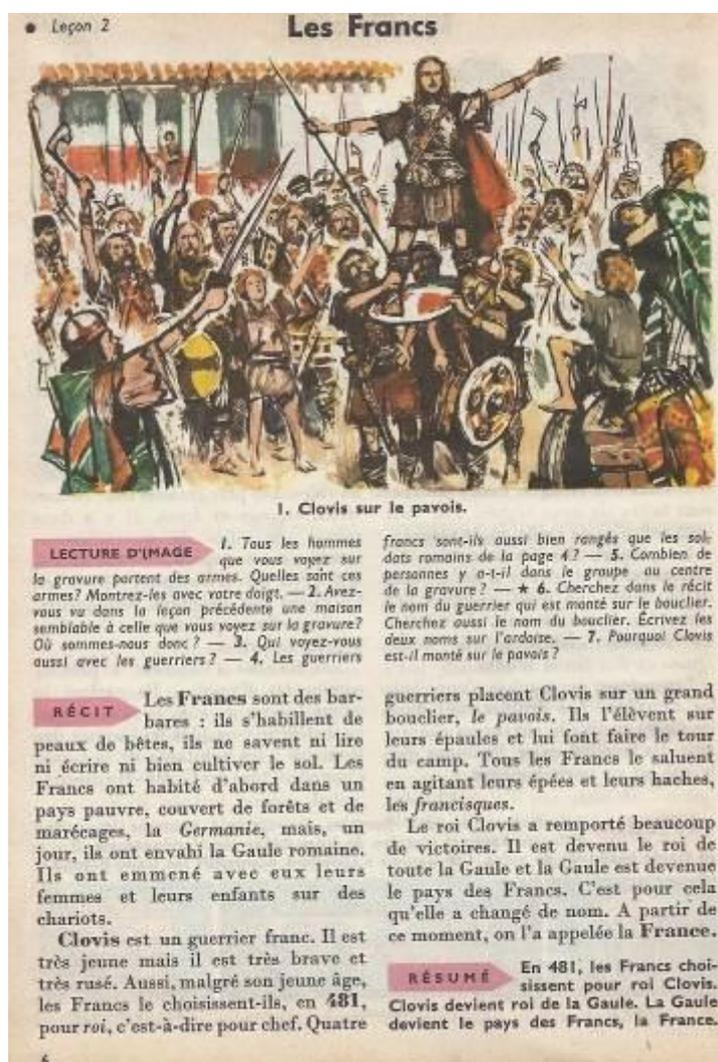 • Leçon 2
Les Francs
1. Clovis sur le pavois.
LECTURE D'IMAGE
1. Tous les hommes
que vous voyez sur
la gravure portent des armes. Quelles sont ces
armes? Montrez-les avec votre doigt. — 2. Avez-
vous vu dans la leçon précédente une maison
semblable à celle que vous voyez sur la gravure?
Où sommes-nous donc? — 3. Qui voyez-vous
aussi avec les guerriers? — 4. Les guerriers
francs sont-ils aussi bien rangés que les sol-
dats romains de la page 4? — 5. Combien de
personnes y a-t-il dans le groupe au centre
de la gravure? — ★ 6. Cherchez dans le récit
le nom du guerrier qui est monté sur le bouclier.
Cherchez aussi le nom du bouclier. Écrivez les
deux noms sur l'ardoise. — 7. Pourquoi Clovis
est-il monté sur le pavois?
RÉCIT
Les Francs sont des bar-
bares : ils s'habillent de
peaux de bêtes, ils ne savent ni lire
ni écrire ni bien cultiver le sol. Les
Francs ont habité d'abord dans un
pays pauvre, couvert de forêts et de
marécages, la Germanie, mais, un
jour, ils ont envahi la Gaule romaine.
Ils ont emmené avec eux leurs
femmes et leurs enfants sur des
chariots.
Clovis est un guerrier franc. Il est
très jeune mais il est très brave et
très rusé. Aussi, malgré son jeune âge,
les Francs le choisissent-ils, en 481,
pour roi, c'est-à-dire pour chef. Quatre
guerriers placent Clovis sur un grand
bouclier, le pavois. Ils l'élèvent sur
leurs épaules et lui font faire le tour
du camp. Tous les Francs le saluent
en agitant leurs épées et leurs haches,
les francisques.
Le roi Clovis a remporté beaucoup
de victoires. Il est devenu le roi de
toute la Gaule et la Gaule est devenue
le pays des Francs. C'est pour cela
qu'elle a changé de nom. A partir de
ce moment, on l'a appelée la France.
RÉSUMÉ
En 481, les Francs choi-
sissent pour roi Clovis.
Clovis devient roi de la Gaule. La Gaule
devient le pays des Francs, la France.
6